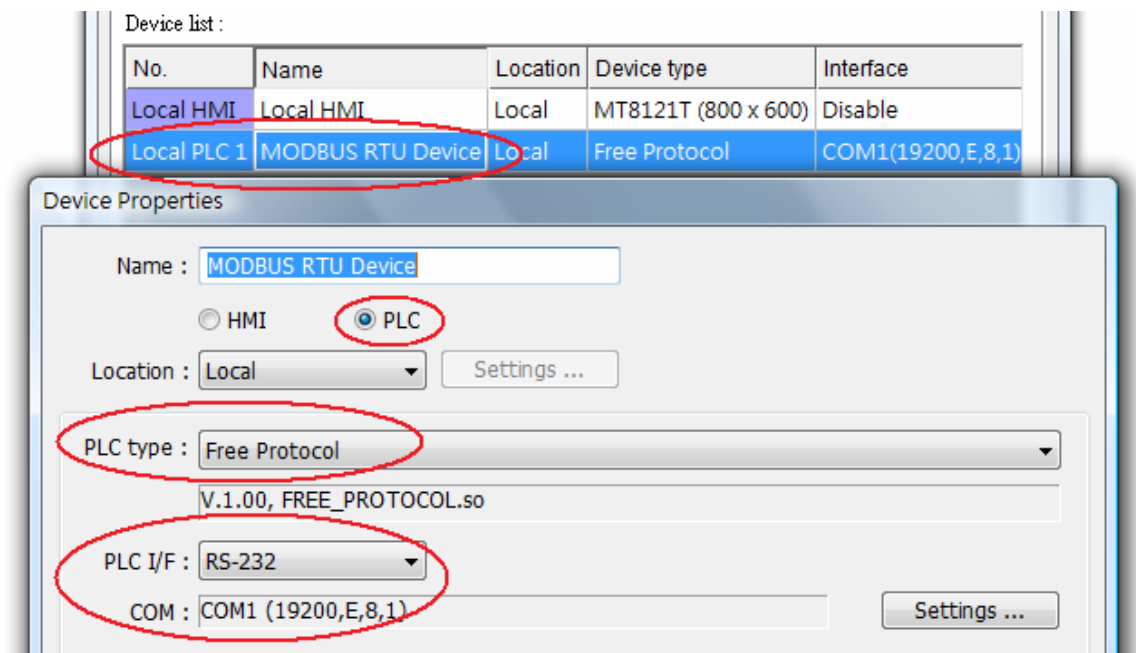 Device list :
No. Name Location Device type Interface
Local HMI Local HMI Local MT8121T (800 x 600) Disable
Local PLC 1 MODBUS RTU Device Local Free Protocol COM1(19200,E,8,1)
Device Properties
Name : MODBUS RTU Device
HMI PLC
Location : Local Settings ...
PLC type : Free Protocol
V.1.00, FREE_PROTOCOL.so
PLC I/F : RS-232
COM : COM1 (19200,E,8,1) Settings ...